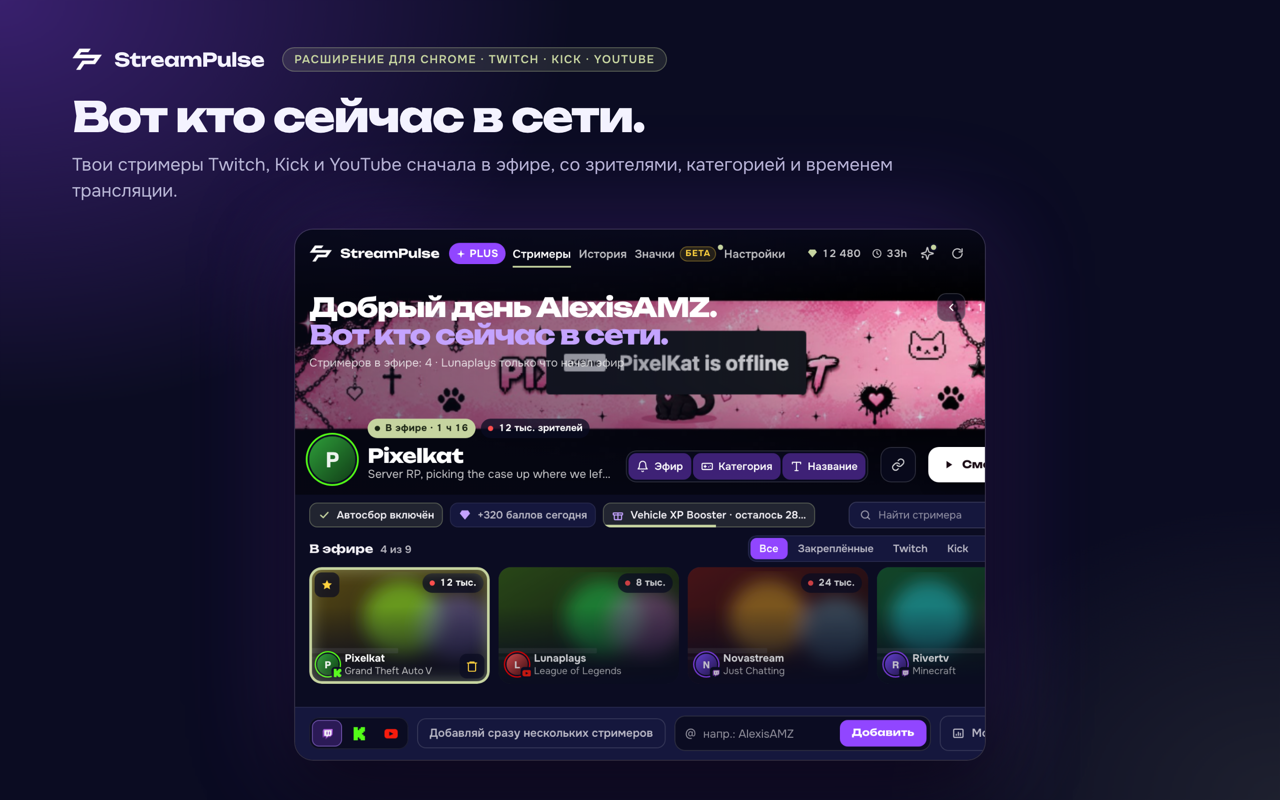 StreamPulse
РАСШИРЕНИЕ ДЛЯ CHROME · TWITCH · KICK · YOUTUBE
Вот кто сейчас в сети.
Твои стримеры Twitch, Kick и YouTube сначала в эфире, со зрителями, категорией и временем
трансляции.
StreamPulse
PLUS
Стримеры
История
Значки
БЕТА
Настройки
12 480
33h
Добрый день AlexisAMZ.
Вот кто сейчас в сети.
Стримеров в эфире: 4 · Lunaplays только что начал эфир
PixelKat is offline
В эфире · 1 ч 16
12 тыс. зрителей
P
Pixelkat
Server RP, picking the case up where we lef...
Эфир
Категория
Название
Автосбор включён
+320 баллов сегодня
Vehicle XP Booster · осталось 28...
Найти стримера
В эфире
4 из 9
Все
Закреплённые
Twitch
Kick
12 тыс.
8 тыс.
24 тыс.
P
Pixelkat
Grand Theft Auto V
L
Lunaplays
League of Legends
N
Novastream
Just Chatting
R
Rivertv
Minecraft
Добавляй сразу нескольких стримеров
@ напр.: AlexisAMZ
Добавить